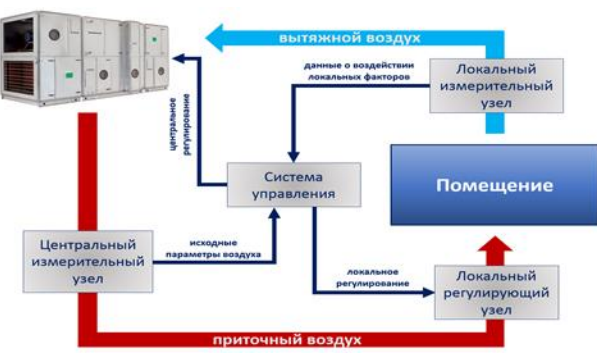 вытяжной воздух
данные о воздействии
локальных факторов
Локальный
измерительный
узел
центральное
регулирование
Система
управления
Помещение
Центральный
измерительный
узел
исходные
параметры воздуха
локальное
регулирование
Локальный
регулирующий
узел
приточный воздух